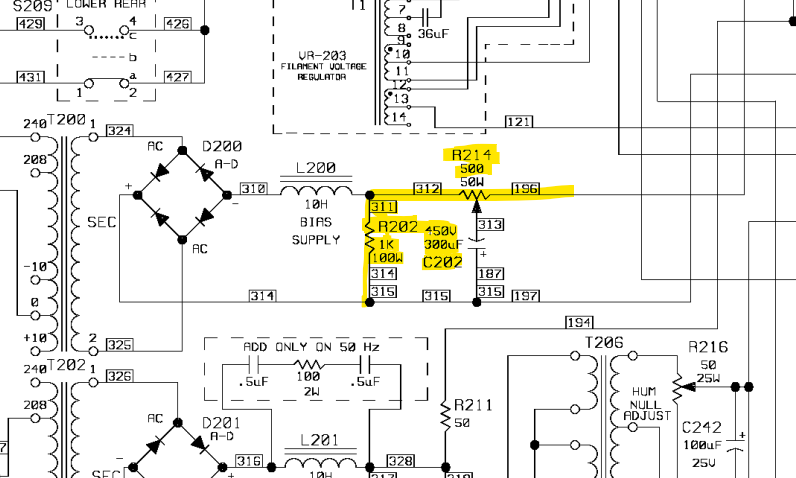 S209
LOWER REAR
429
3
4
426
c
b
431
a
427
1
2
T1
7
8
9
36uF
10
11
12
13
14
VR-203
FILAMENT VOLTAGE
REGULATOR
121
T200
240
1
324
208
AC
D200
A-D
+
310
-
SEC
AC
L200
10H
BIAS
SUPPLY
R214
500
50W
312
196
311
R202
1K
100W
314
315
450V
300uF
C202
313
+
187
315
-10
0
+10
314
315
197
2
325
194
ADD ONLY ON 50 Hz
.5uF
100
2W
.5uF
T202
240
1
326
208
AC
D201
A-D
-
SEC
+
316
L201
10H
328
R211
50
T206
R216
50
25W
HUM
NULL
ADJUST
C242
100uF
25V
+